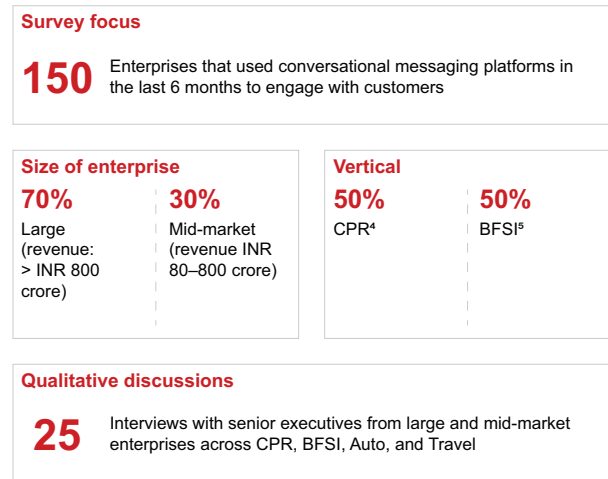 Survey focus
150
Enterprises that used conversational messaging platforms in
the last 6 months to engage with customers
Size of enterprise
70%
Large
(revenue:
> INR 800
crore)
30%
Mid-market
(revenue INR
80–800 crore)
Vertical
50%
CPR⁴
50%
BFSI⁵
Qualitative discussions
25
Interviews with senior executives from large and mid-market
enterprises across CPR, BFSI, Auto, and Travel